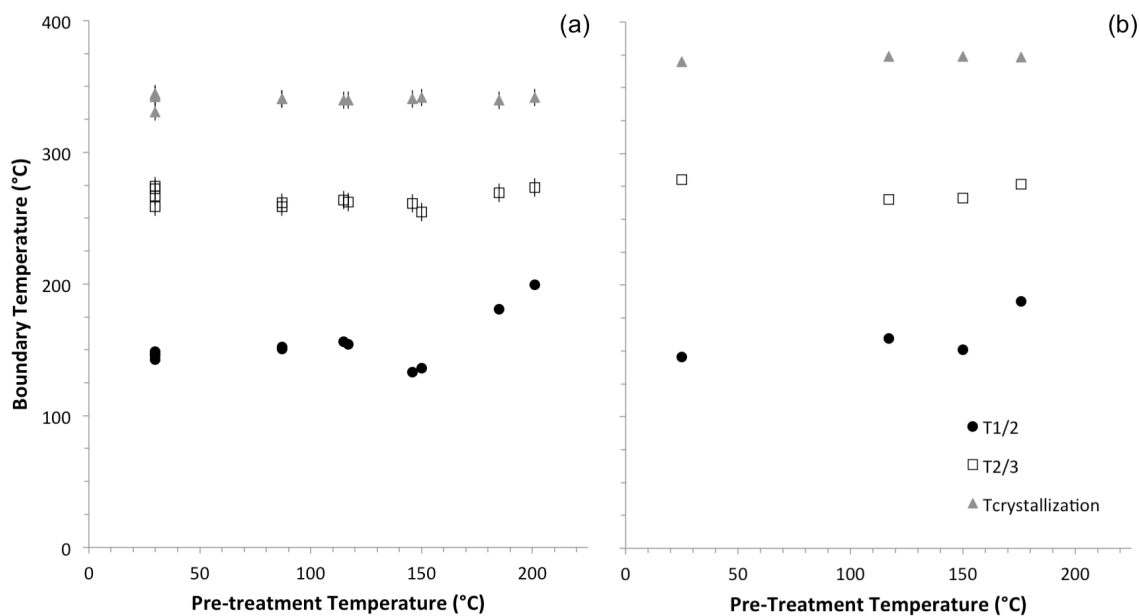 (a)
(b)
400
300
200
100
0
Boundary Temperature (°C)
0 50 100 150 200
Pre-treatment Temperature (°C)
0 50 100 150 200
Pre-Treatment Temperature (°C)
T1/2
T2/3
Tcrystallization